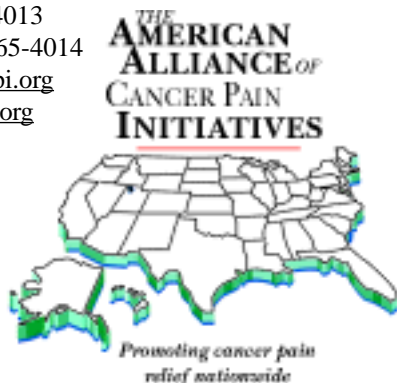 4013
65-4014
pi.org
org
THE
AMERICAN
ALLIANCE OF
CANCER PAIN
INITIATIVES
Promoting cancer pain
relief nationwide